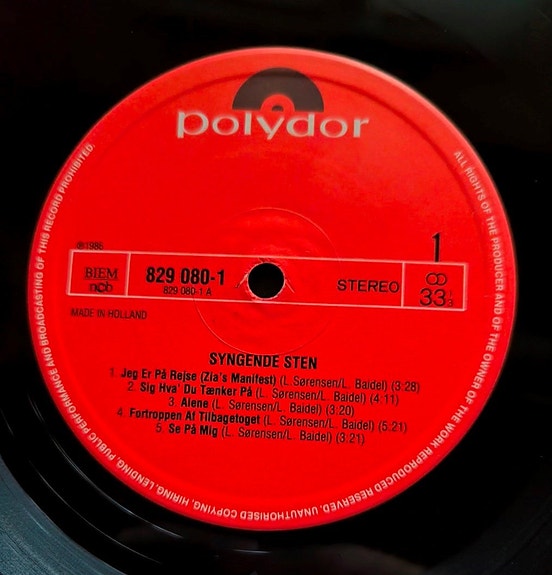 polydor
℗1986
1
BIEM
ncb
829 080-1
829 080-1 A
STEREO
33 1/3
MADE IN HOLLAND
SYNGENDE STEN
1. Jeg Er På Rejse (Zia's Manifest) (L. Sørensen/L. Baidel) (3:28)
2. Sig Hva' Du Tænker På (L. Sørensen/L. Baidel) (4:11)
3. Alene (L. Sørensen/L. Baidel) (3:20)
4. Fortroppen Af Tilbagetoget (L. Sørensen/L. Baidel) (5:21)
5. Se På Mig (L. Sørensen/L. Baidel) (3:21)
ALL RIGHTS OF THE PRODUCER AND OF THE OWNER OF THE WORK REPRODUCED RESERVED. UNAUTHORISED COPYING, HIRING, LENDING, PUBLIC PERFORMANCE AND BROADCASTING OF THIS RECORD PROHIBITED.